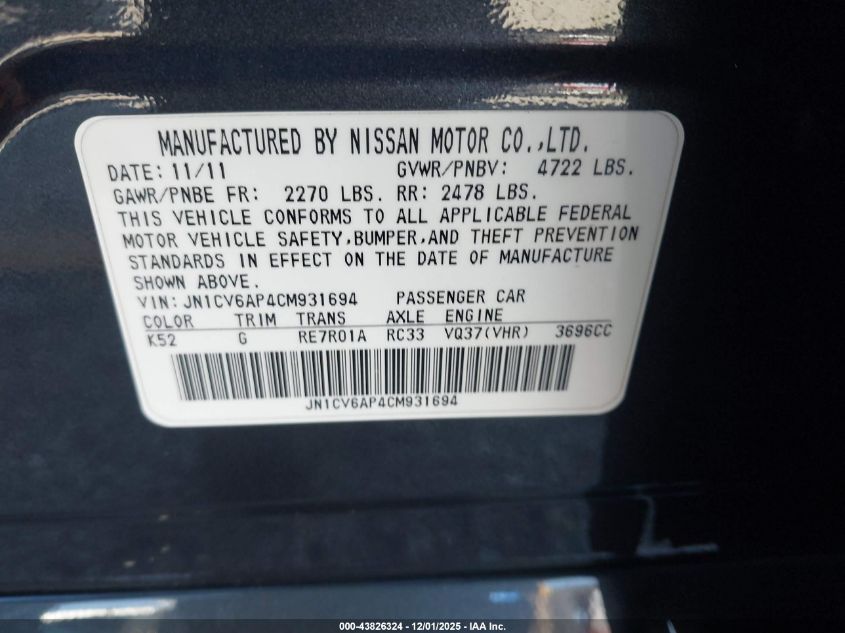 MANUFACTURED BY NISSAN MOTOR CO.,LTD.
DATE: 11/11 GVWR/PNBV: 4722 LBS.
GAWR/PNBE FR: 2270 LBS. RR: 2478 LBS.
THIS VEHICLE CONFORMS TO ALL APPLICABLE FEDERAL
MOTOR VEHICLE SAFETY,BUMPER,AND THEFT PREVENTION
STANDARDS IN EFFECT ON THE DATE OF MANUFACTURE
SHOWN ABOVE.
VIN:JN1CV6AP4CM931694 PASSENGER CAR
COLOR TRIM TRANS AXLE ENGINE
K52 G RE7R01A RC33 VQ37(VHR) 3696CC
JN1CV6AP4CM931694
000-43826324 - 12/01/2025 - IAA Inc.